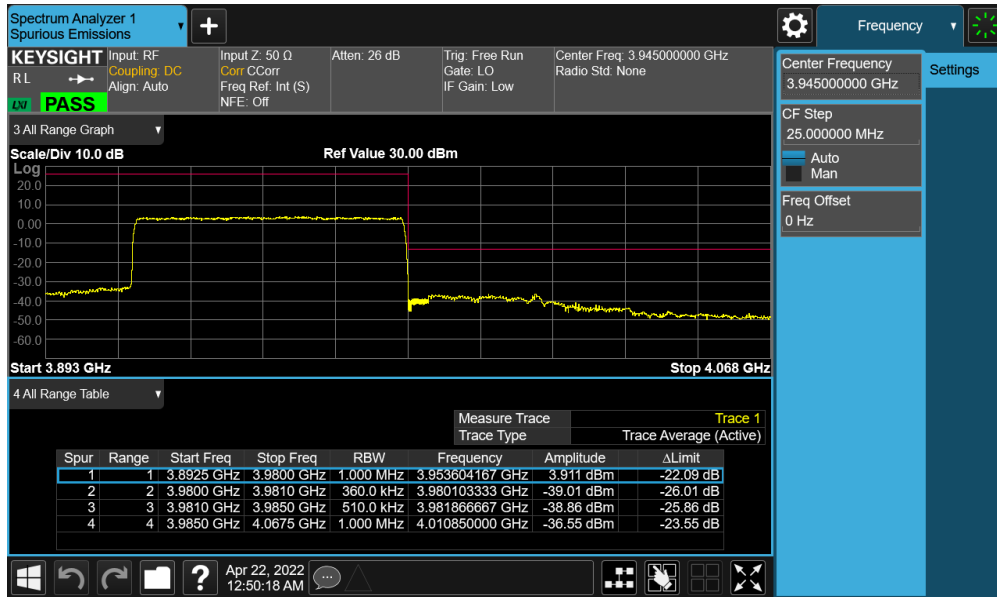 Spectrum Analyzer 1
Spurious Emissions
Frequency
KEYSIGHT
R L
LXI
PASS
Input: RF
Coupling: DC
Align: Auto
Input Z: 50 Ω
Corr CCorr
Freq Ref: Int (S)
NFE: Off
Atten: 26 dB
Trig: Free Run
Gate: LO
IF Gain: Low
Center Freq: 3.945000000 GHz
Radio Std: None
Center Frequency
3.945000000 GHz
Settings
CF Step
25.000000 MHz
Auto
Man
Freq Offset
0 Hz
3 All Range Graph
Scale/Div 10.0 dB
Ref Value 30.00 dBm
Log
20.0
10.0
0.00
-10.0
-20.0
-30.0
-40.0
-50.0
-60.0
Start 3.893 GHz
Stop 4.068 GHz
4 All Range Table
Measure Trace Trace 1
Trace Type Trace Average (Active)
Spur Range Start Freq Stop Freq RBW Frequency Amplitude ΔLimit
1 1 3.8925 GHz 3.9800 GHz 1.000 MHz 3.953604167 GHz 3.911 dBm -22.09 dB
2 2 3.9800 GHz 3.9810 GHz 360.0 kHz 3.980103333 GHz -39.01 dBm -26.01 dB
3 3 3.9810 GHz 3.9850 GHz 510.0 kHz 3.981866667 GHz -38.86 dBm -25.86 dB
4 4 3.9850 GHz 4.0675 GHz 1.000 MHz 4.010850000 GHz -36.55 dBm -23.55 dB
?
Apr 22, 2022
12:50:18 AM